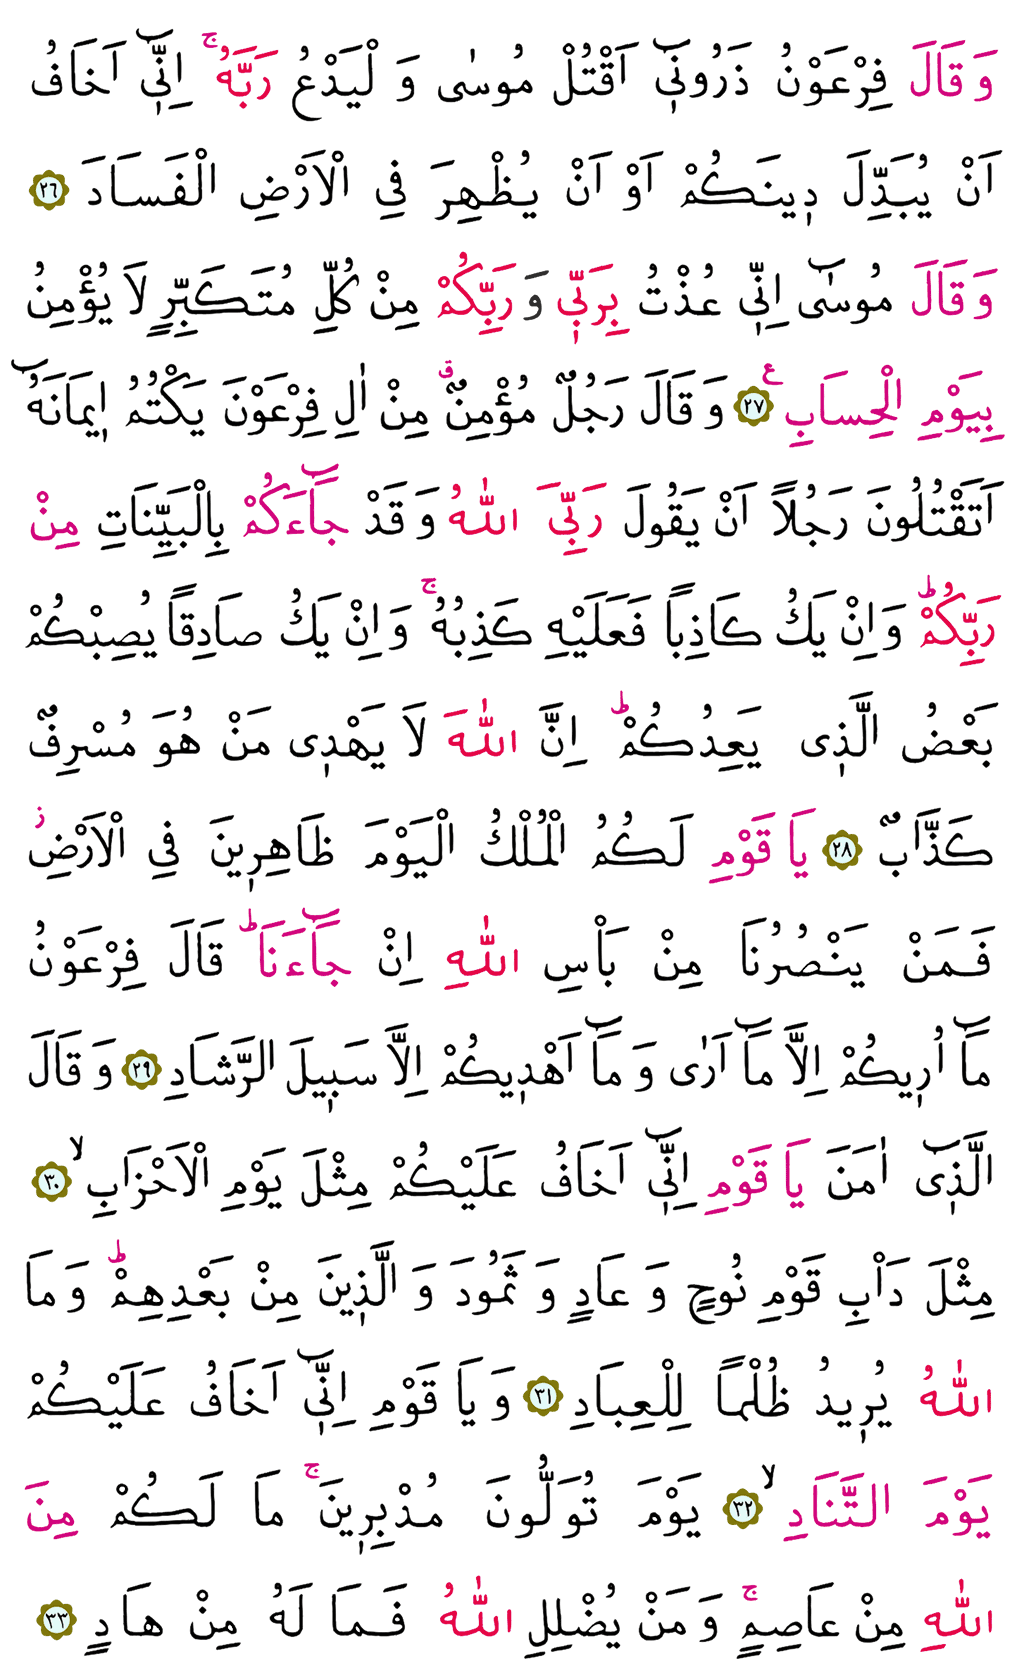 وَ قَالَ فِرْعَوْنُ ذَرُونٖٓي اَقْتُلْ مُوسٰى وَ لْيَدْعُ رَبَّهُۚ اِنّٖٓي اَخَافُ
اَنْ يُبَدِّلَ دٖينَكُمْ اَوْ اَنْ يُظْهِرَ فِي الْاَرْضِ الْفَسَادَ ﴿٢٦﴾
وَ قَالَ مُوسٰٓى اِنّٖي عُذْتُ بِرَبّٖي وَ رَبِّكُمْ مِنْ كُلِّ مُتَكَبِّرٍ لَا يُؤْمِنُ
بِيَوْمِ الْحِسَابِ ع ﴿٢٧﴾ وَ قَالَ رَجُلٌ مُؤْمِنٌۗ مِنْ اٰلِ فِرْعَوْنَ يَكْتُمُ اٖيمَانَهُٓ
اَتَقْتُلُونَ رَجُلًا اَنْ يَقُولَ رَبِّيَ اللّٰهُ وَ قَدْ جَٓاءَكُمْ بِالْبَيِّنَاتِ مِنْ
رَبِّكُمْؕ وَ اِنْ يَكُ كَاذِبًا فَعَلَيْهِ كَذِبُهُۚ وَ اِنْ يَكُ صَادِقًا يُصِبْكُمْ
بَعْضُ الَّذٖي يَعِدُكُمْؕ اِنَّ اللّٰهَ لَا يَهْدٖي مَنْ هُوَ مُسْرِفٌ
كَذَّابٌ ﴿٢٨﴾ يَا قَوْمِ لَكُمُ الْمُلْكُ الْيَوْمَ ظَاهِرٖينَ فِي الْاَرْضِؗ
فَمَنْ يَنْصُرُنَا مِنْ بَاْسِ اللّٰهِ اِنْ جَٓاءَنَاؕ قَالَ فِرْعَوْنُ
مَٓا اُرٖيكُمْ اِلَّا مَٓا اَرٰى وَ مَٓا اَهْدٖيكُمْ اِلَّا سَبٖيلَ الرَّشَادِ ﴿٢٩﴾ وَ قَالَ
الَّذٖٓي اٰمَنَ يَا قَوْمِ اِنّٖٓي اَخَافُ عَلَيْكُمْ مِثْلَ يَوْمِ الْاَحْزَابِۙ ﴿٣٠﴾
مِثْلَ دَاْبِ قَوْمِ نُوحٍ وَ عَادٍ وَ ثَمُودَ وَ الَّذٖينَ مِنْ بَعْدِهِمْؕ وَ مَا
اللّٰهُ يُرٖيدُ ظُلْمًا لِلْعِبَادِ ﴿٣١﴾ وَ يَا قَوْمِ اِنّٖٓي اَخَافُ عَلَيْكُمْ
يَوْمَ التَّنَادِۙ ﴿٣٢﴾ يَوْمَ تُوَلُّونَ مُدْبِرٖينَۚ مَا لَكُمْ مِنَ
اللّٰهِ مِنْ عَاصِمٍۚ وَ مَنْ يُضْلِلِ اللّٰهُ فَمَا لَهُ مِنْ هَادٍ ﴿٣٣﴾